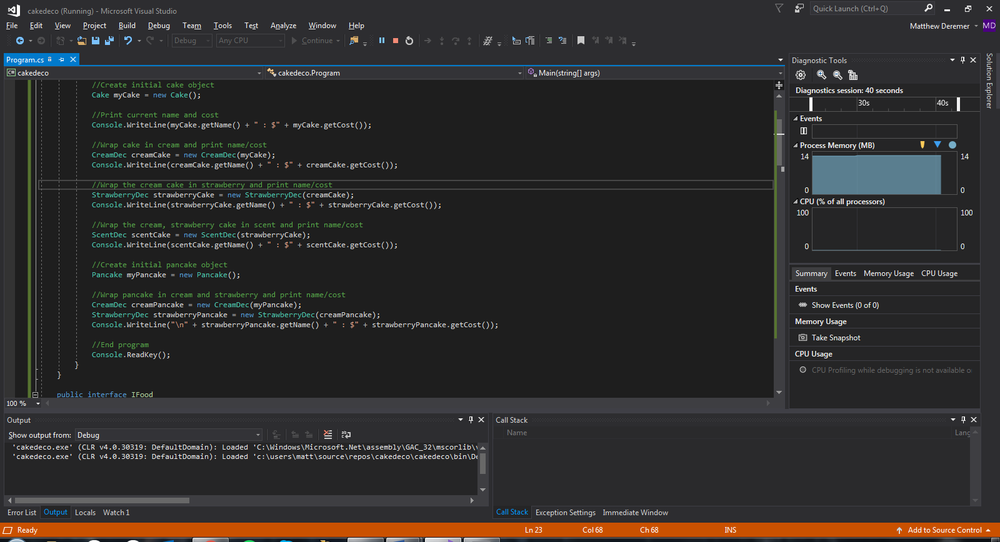 cakedeco (Running) - Microsoft Visual Studio
Quick Launch (Ctrl+Q)
File Edit View Project Build Debug Team Tools Test Analyze Window Help
Matthew Deremer MD
Debug Any CPU Continue
Program.cs
C# cakedeco cakedeco.Program Main(string[] args)
//Create initial cake object
Cake myCake = new Cake();
//Print current name and cost
Console.WriteLine(myCake.getName() + " : $" + myCake.getCost());
//Wrap cake in cream and print name/cost
CreamDec creamCake = new CreamDec(myCake);
Console.WriteLine(creamCake.getName() + " : $" + creamCake.getCost());
//Wrap the cream cake in strawberry and print name/cost
StrawberryDec strawberryCake = new StrawberryDec(creamCake);
Console.WriteLine(strawberryCake.getName() + " : $" + strawberryCake.getCost());
//Wrap the cream, strawberry cake in scent and print name/cost
ScentDec scentCake = new ScentDec(strawberryCake);
Console.WriteLine(scentCake.getName() + " : $" + scentCake.getCost());
//Create initial pancake object
Pancake myPancake = new Pancake();
//Wrap pancake in cream and strawberry and print name/cost
CreamDec creamPancake = new CreamDec(myPancake);
StrawberryDec strawberryPancake = new StrawberryDec(creamPancake);
Console.WriteLine("\n" + strawberryPancake.getName() + " : $" + strawberryPancake.getCost());
//End program
Console.ReadKey();
}
}
public interface IFood
100 %
Diagnostic Tools
Diagnostics session: 40 seconds
30s 40s
Events
Process Memory (MB)
14 14
0 0
CPU (% of all processors)
100 100
0 0
Summary Events Memory Usage CPU Usage
Events
Show Events (0 of 0)
Memory Usage
Take Snapshot
CPU Usage
CPU Profiling while debugging is not available o
Solution Explorer
Output
Show output from: Debug
'cakedeco.exe' (CLR v4.0.30319: DefaultDomain): Loaded 'C:\Windows\Microsoft.Net\assembly\GAC_32\mscorlib\v
'cakedeco.exe' (CLR v4.0.30319: DefaultDomain): Loaded 'c:\users\matt\source\repos\cakedeco\cakedeco\bin\De
Error List Output Locals Watch 1
Call Stack
Name Lang
Call Stack Exception Settings Immediate Window
Ready Ln 23 Col 68 Ch 68 INS Add to Source Control